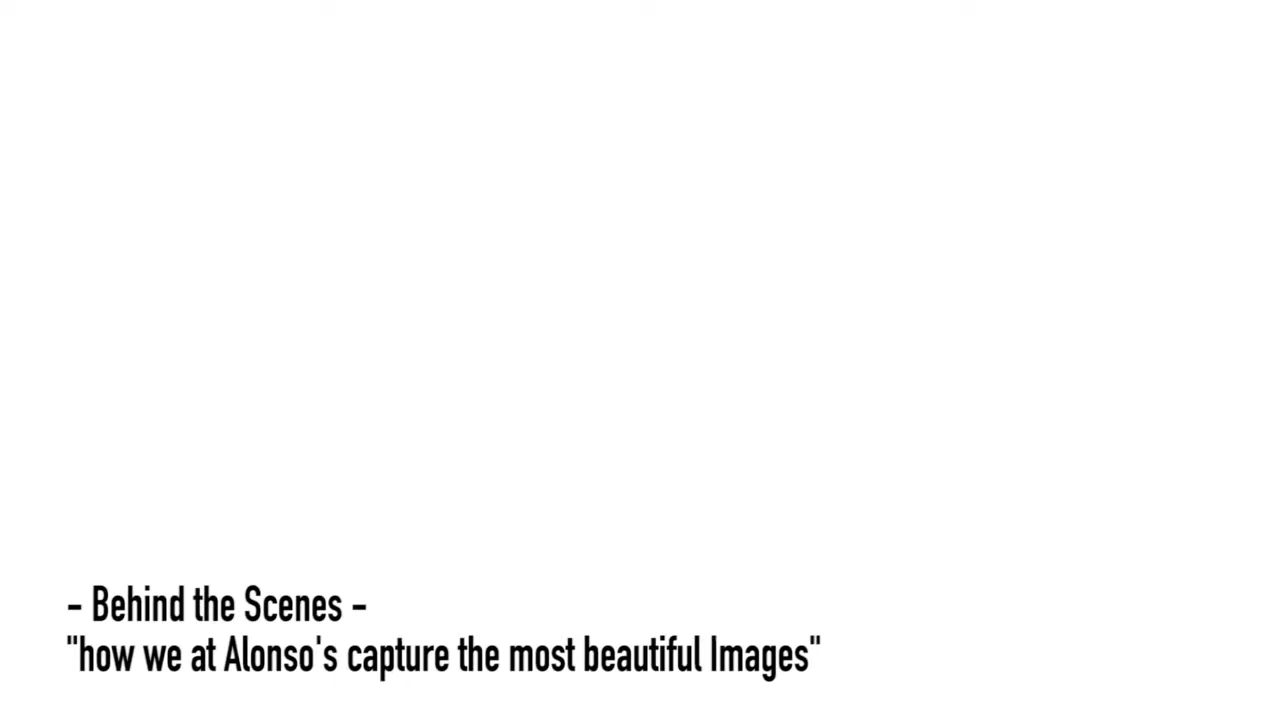 - Behind the Scenes -
"how we at Alonso's capture the most beautiful Images"